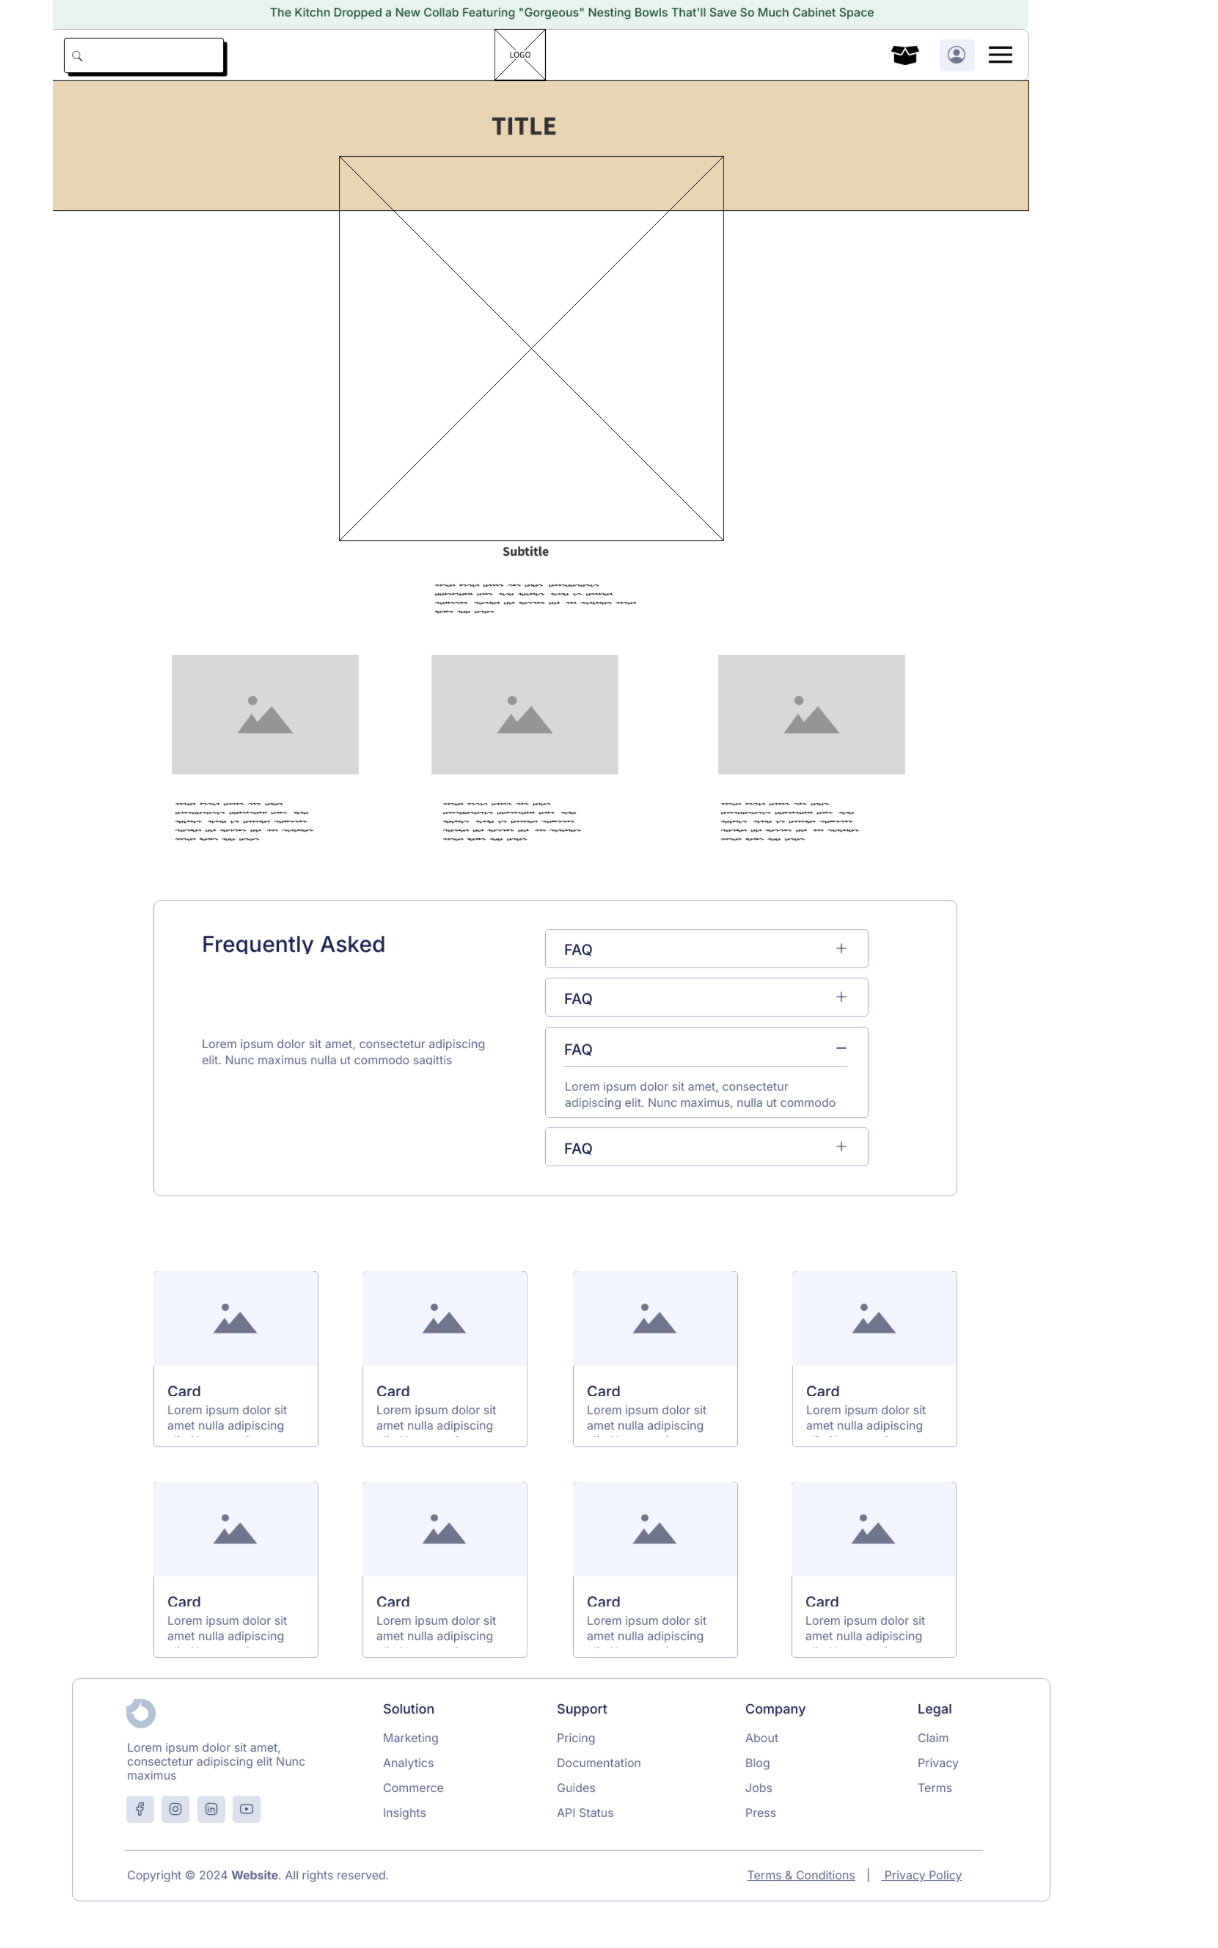 The Kitchn Dropped a New Collab Featuring "Gorgeous" Nesting Bowls That'll Save So Much Cabinet Space
LOGO
TITLE
Subtitle
Frequently Asked
Lorem ipsum dolor sit amet, consectetur adipiscing
elit. Nunc maximus nulla ut commodo sagittis
FAQ
FAQ
FAQ
Lorem ipsum dolor sit amet, consectetur
adipiscing elit. Nunc maximus, nulla ut commodo
FAQ
Card
Lorem ipsum dolor sit
amet nulla adipiscing
Card
Lorem ipsum dolor sit
amet nulla adipiscing
Card
Lorem ipsum dolor sit
amet nulla adipiscing
Card
Lorem ipsum dolor sit
amet nulla adipiscing
Card
Lorem ipsum dolor sit
amet nulla adipiscing
Card
Lorem ipsum dolor sit
amet nulla adipiscing
Card
Lorem ipsum dolor sit
amet nulla adipiscing
Card
Lorem ipsum dolor sit
amet nulla adipiscing
Lorem ipsum dolor sit amet,
consectetur adipiscing elit Nunc
maximus
Solution
Marketing
Analytics
Commerce
Insights
Support
Pricing
Documentation
Guides
API Status
Company
About
Blog
Jobs
Press
Legal
Claim
Privacy
Terms
Copyright © 2024 Website. All rights reserved.
Terms & Conditions | Privacy Policy